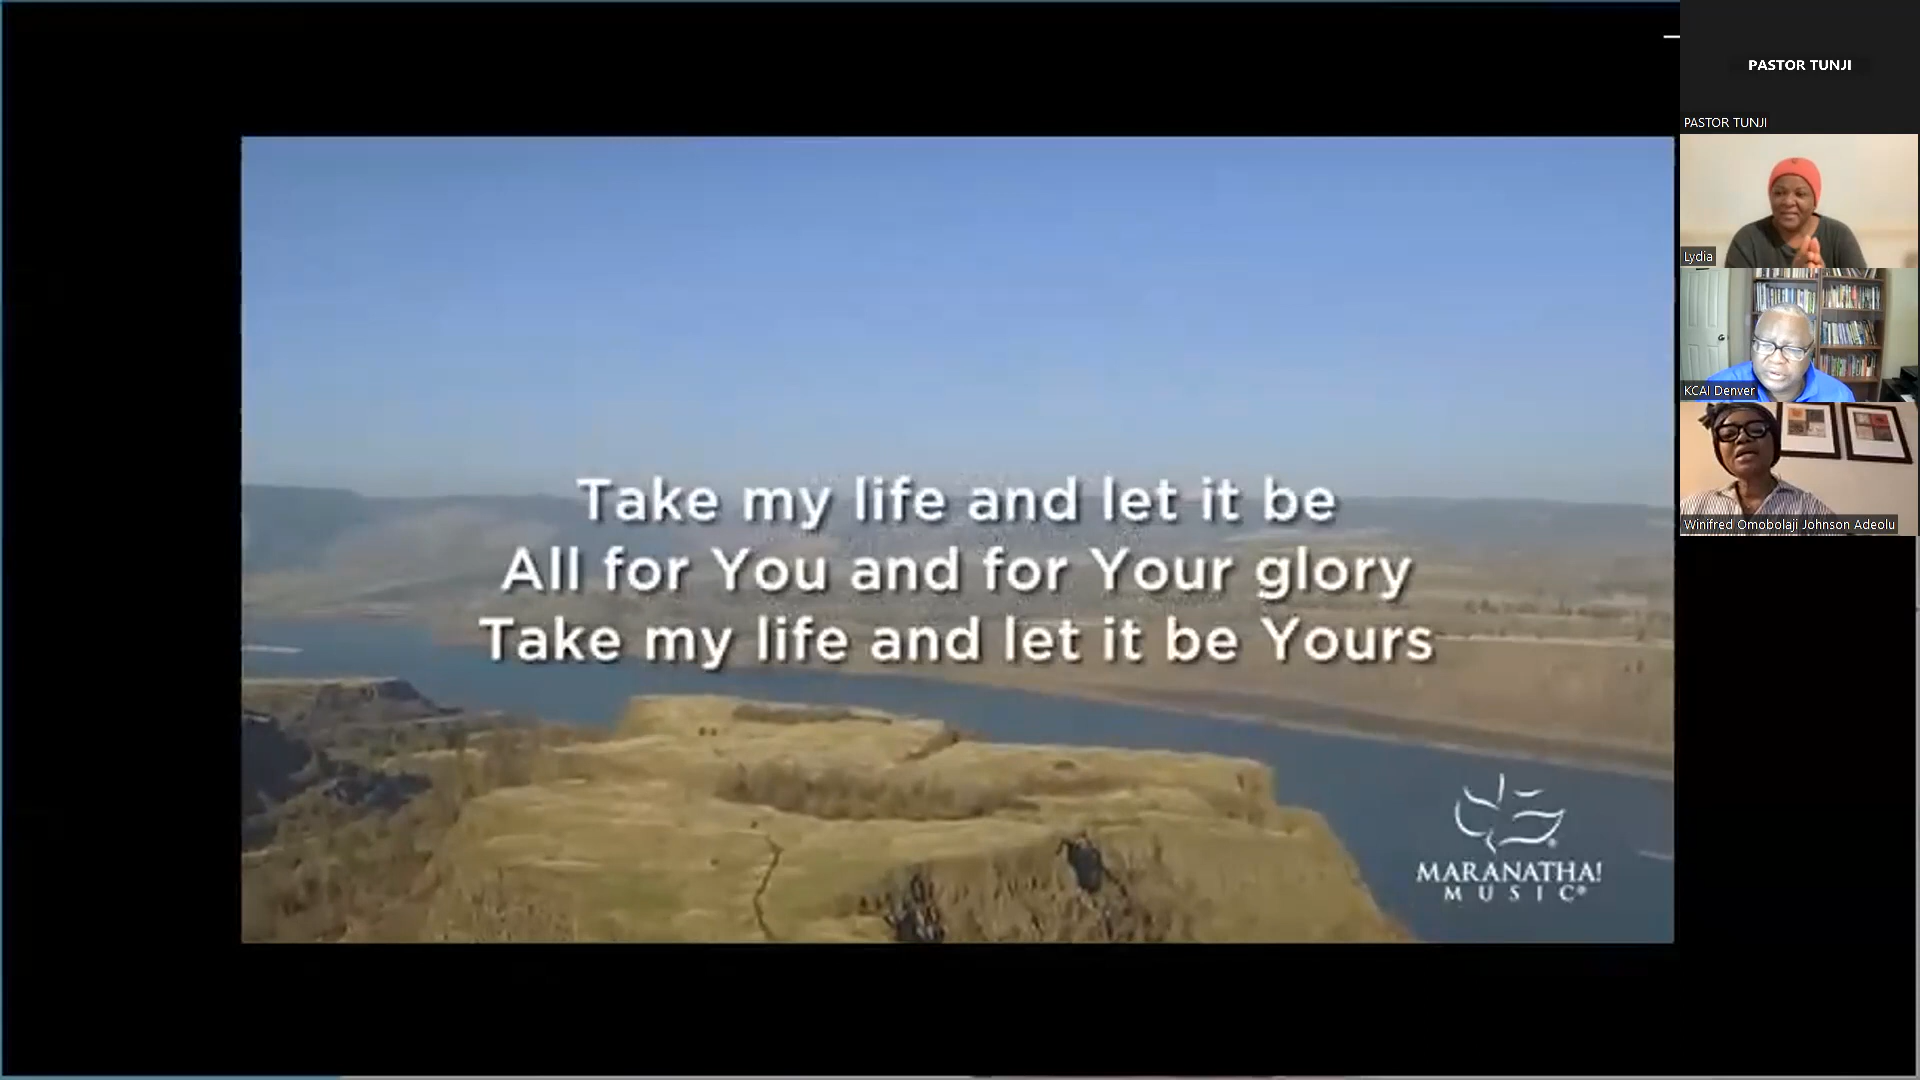 PASTOR TUNJI
PASTOR TUNJI
Lydia
KCAI Denver
Winifred Omobolaji Johnson Adeolu
Take my life and let it be
All for You and for Your glory
Take my life and let it be Yours
MARANATHA!
MUSIC®